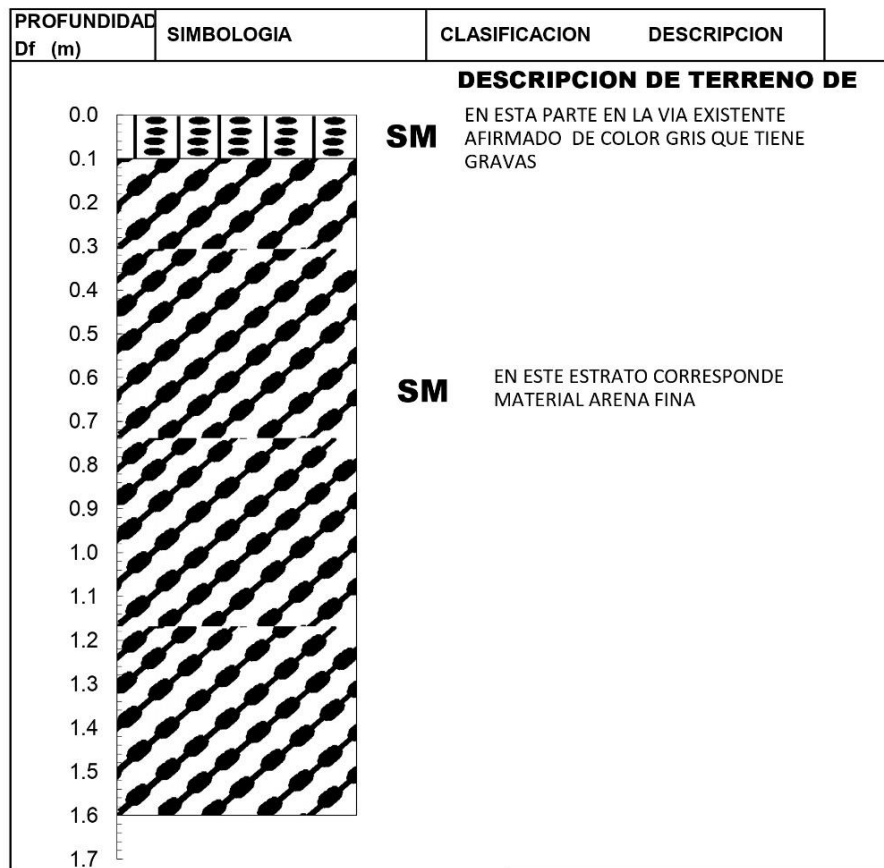 PROFUNDIDAD
Df (m)
SIMBOLOGIA
CLASIFICACION
DESCRIPCION
DESCRIPCION DE TERRENO DE
0.0
0.1
0.2
0.3
0.4
0.5
0.6
0.7
0.8
0.9
1.0
1.1
1.2
1.3
1.4
1.5
1.6
1.7
SM
EN ESTA PARTE EN LA VIA EXISTENTE
AFIRMADO DE COLOR GRIS QUE TIENE
GRAVAS
SM
EN ESTE ESTRATO CORRESPONDE
MATERIAL ARENA FINA